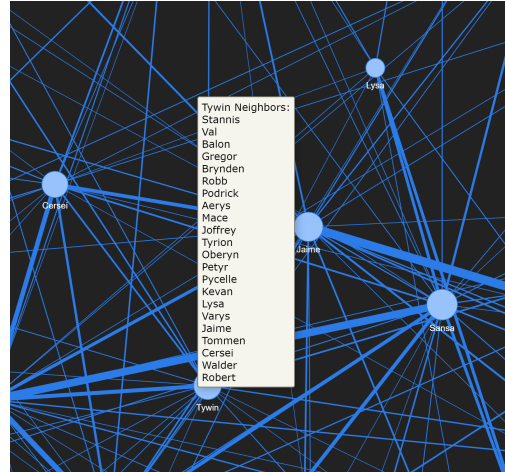 Lysa
Tywin Neighbors:
Stannis
Val
Balon
Gregor
Brynden
Robb
Podrick
Aerys
Mace
Joffrey
Tyrion
Oberyn
Petyr
Pycelle
Kevan
Lysa
Varys
Jaime
Tommen
Cersei
Walder
Robert
Cersei
Jaime
Sansa
Tywin